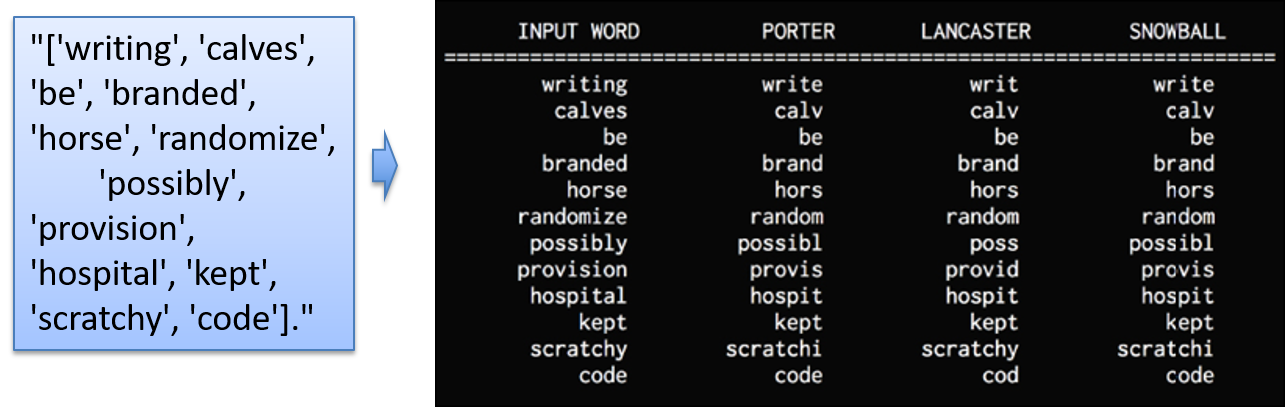 "['writing', 'calves',
'be', 'branded',
'horse', 'randomize',
'possibly',
'provision',
'hospital', 'kept',
'scratchy', 'code']."
INPUT WORD PORTER LANCASTER SNOWBALL
====================================================================================
writing write writ write
calves calv calv calv
be be be be
branded brand brand brand
horse hors hors hors
randomize random random random
possibly possibl poss possibl
provision provis provid provis
hospital hospit hospit hospit
kept kept kept kept
scratchy scratchi scratchy scratchi
code code cod code